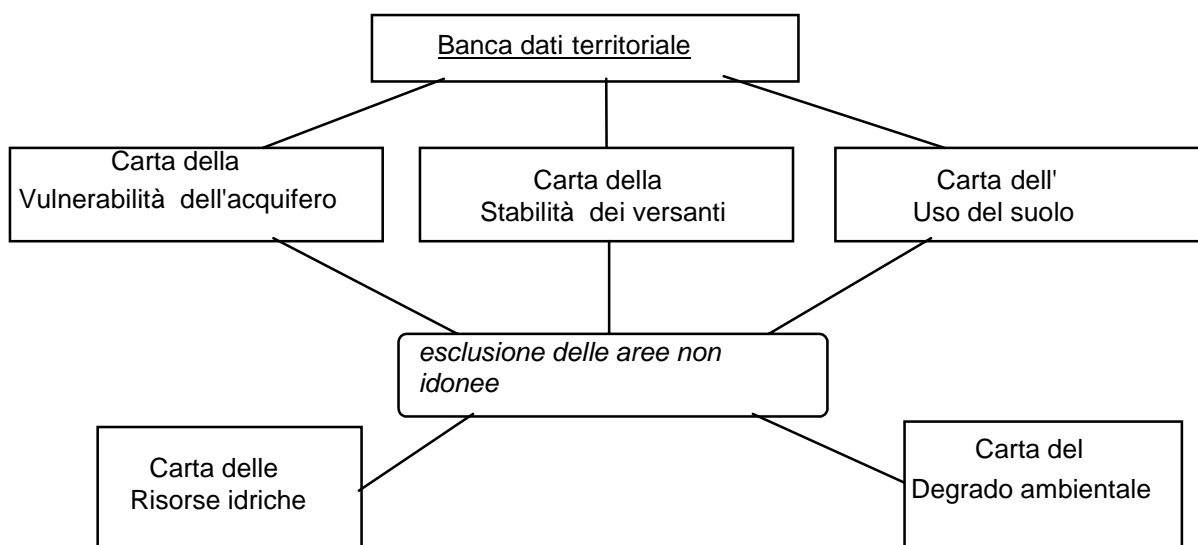 Banca dati territoriale
Carta della
Vulnerabilità dell'acquifero
Carta della
Stabilità dei versanti
Carta dell'
Uso del suolo
esclusione delle aree non
idonee
Carta delle
Risorse idriche
Carta del
Degrado ambientale